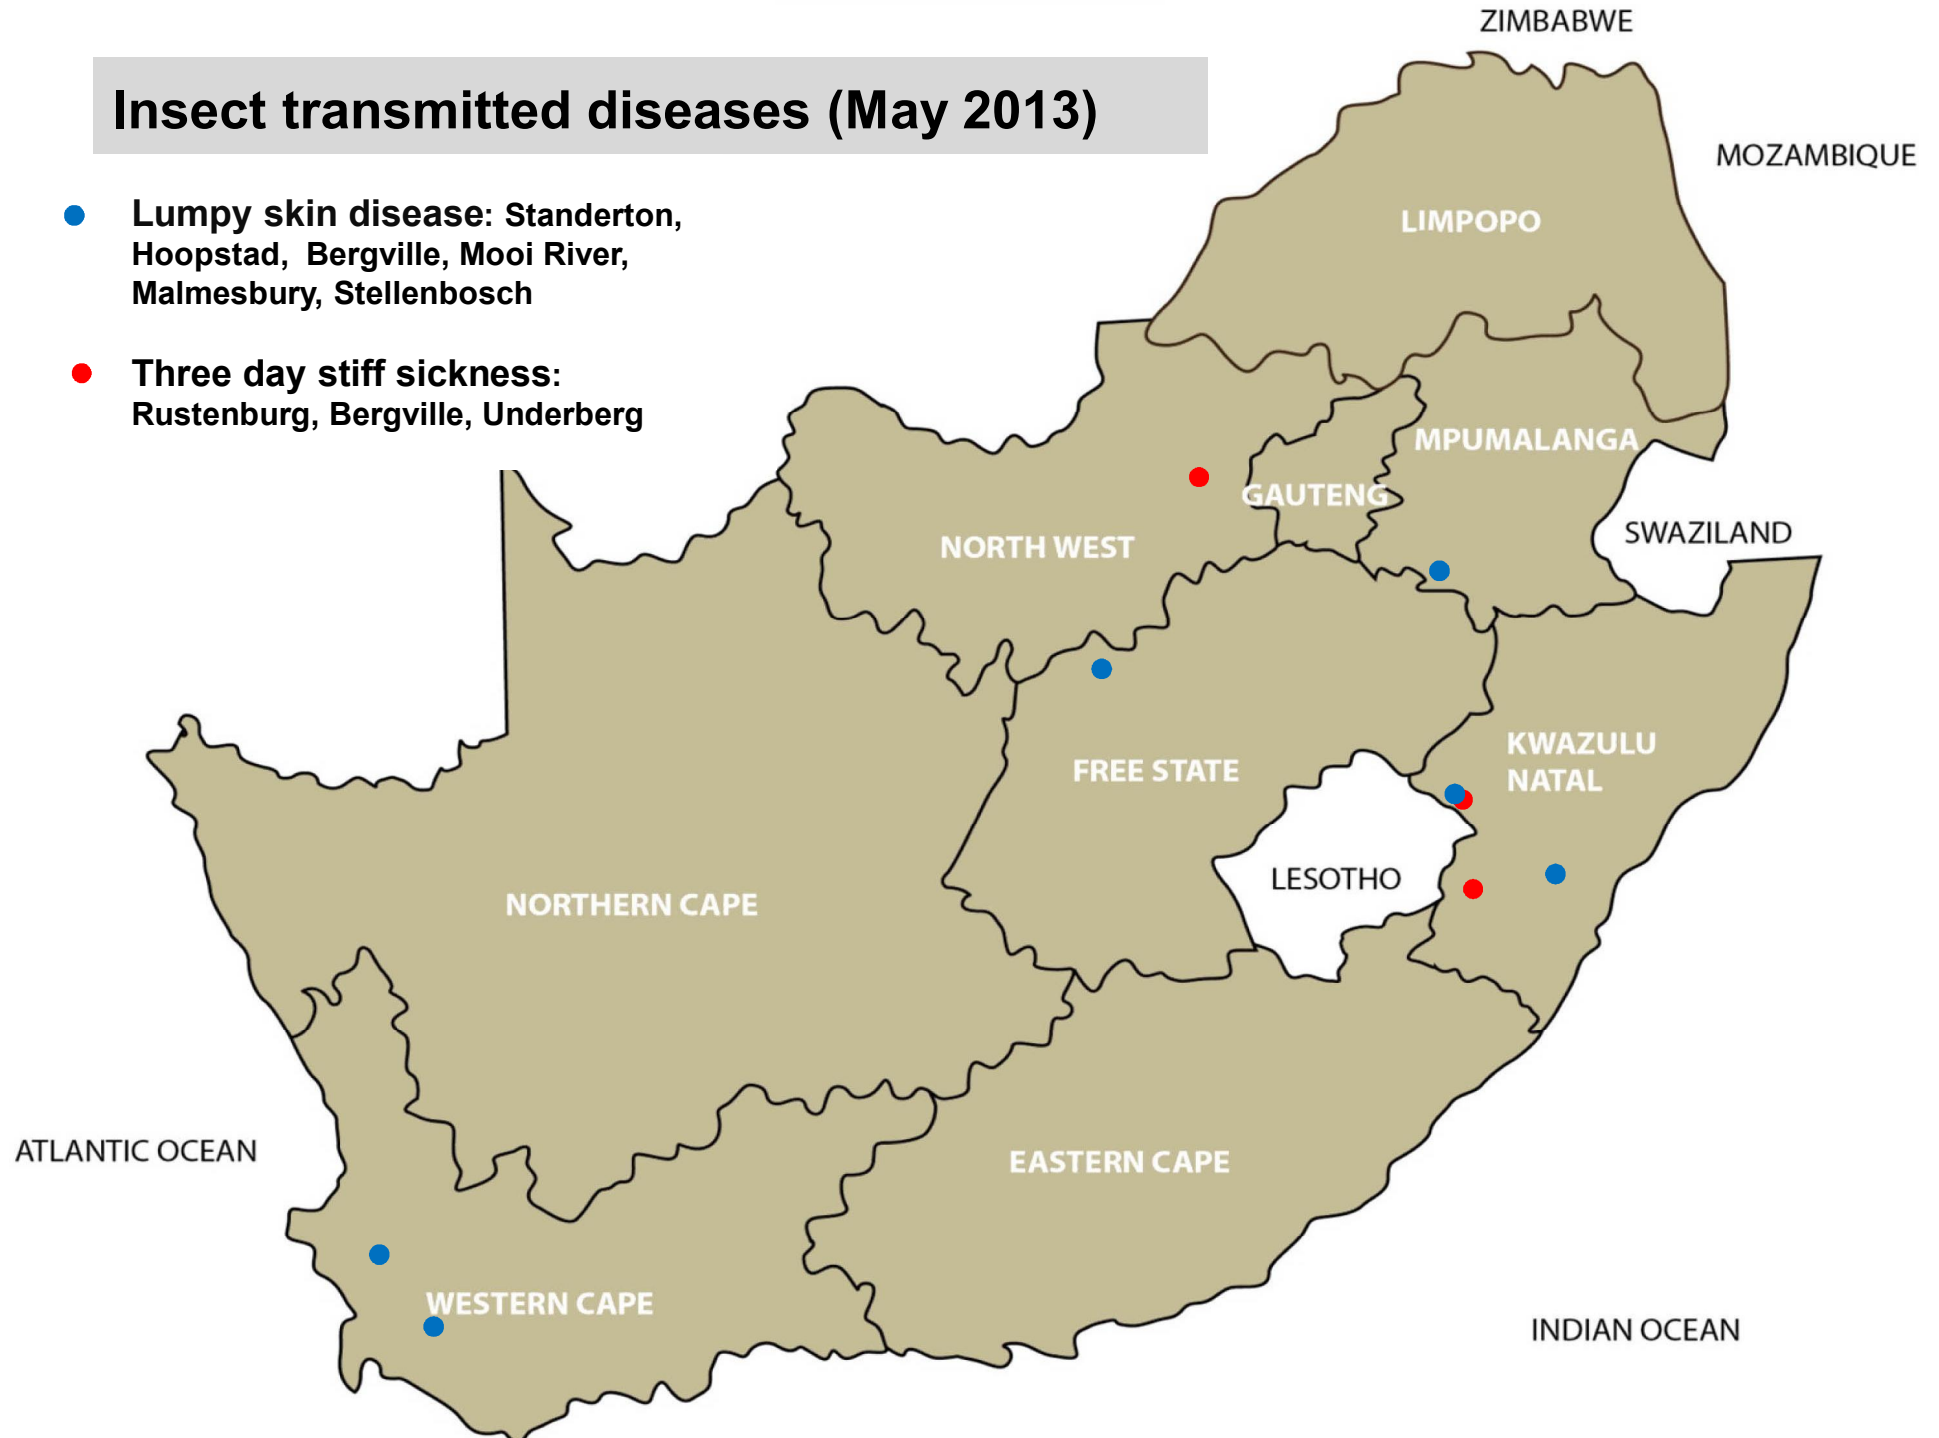 ZIMBABWE
Insect transmitted diseases (May 2013)
MOZAMBIQUE
Lumpy skin disease: Standerton,
Hoopstad, Bergville, Mooi River,
Malmesbury, Stellenbosch
LIMPOPO
Three day stiff sickness:
Rustenburg, Bergville, Underberg
MPUMALANGA
GAUTENG
SWAZILAND
NORTH WEST
KWAZULU
NATAL
FREE STATE
LESOTHO
NORTHERN CAPE
ATLANTIC OCEAN
EASTERN CAPE
WESTERN CAPE
INDIAN OCEAN